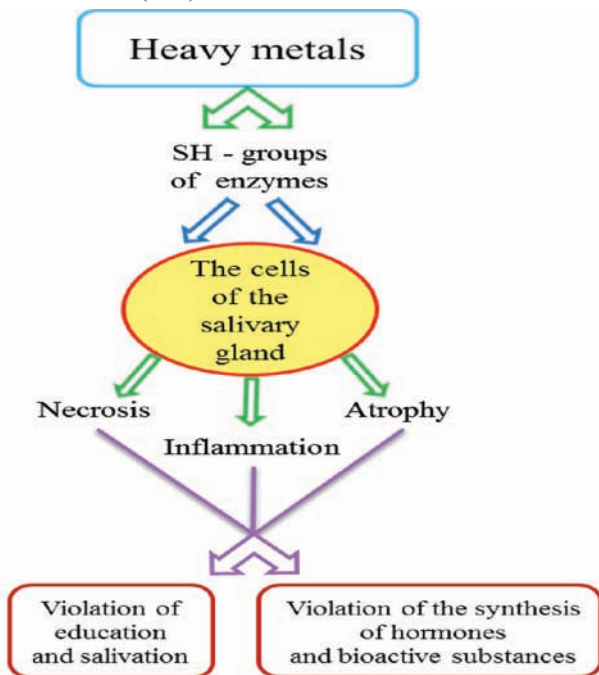 Heavy metals
SH - groups
of enzymes
The cells
of the
salivary
gland
Necrosis
Atrophy
Inflammation
Violation of
education
and salivation
Violation of the synthesis
of hormones
and bioactive substances